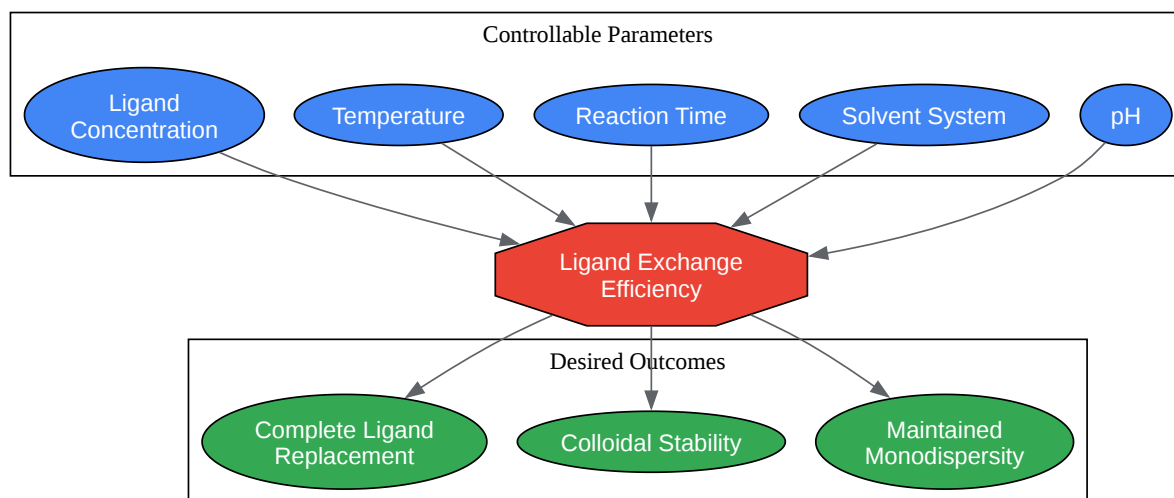 Controllable Parameters
Ligand
Concentration
Temperature
Reaction Time
Solvent System
pH
Ligand Exchange
Efficiency
Desired Outcomes
Complete Ligand
Replacement
Colloidal Stability
Maintained
Monodispersity